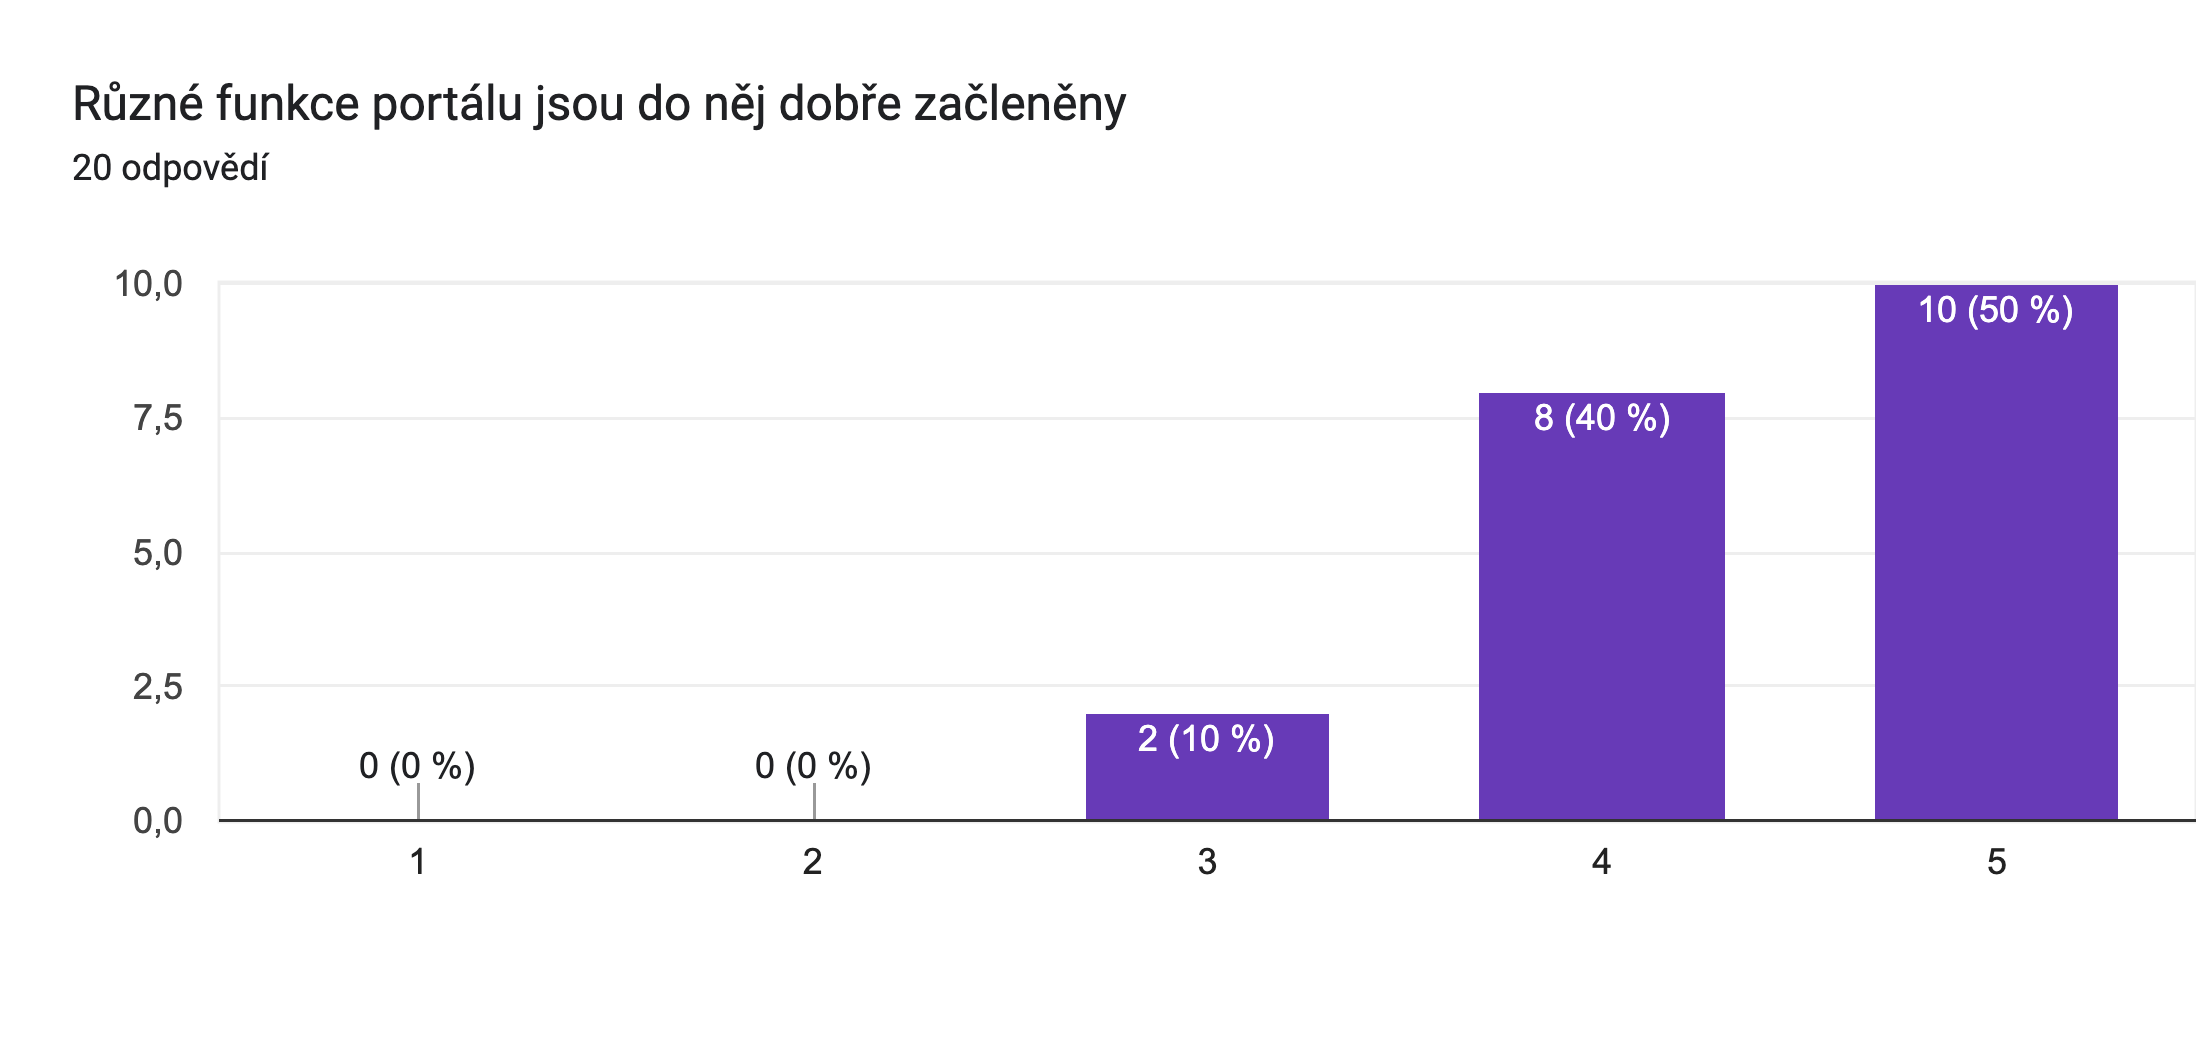 Různé funkce portálu jsou do něj dobře začleněny
20 odpovědí
10,0
7,5
5,0
2,5
0,0
0 (0 %)
0 (0 %)
2 (10 %)
8 (40 %)
10 (50 %)
1
2
3
4
5